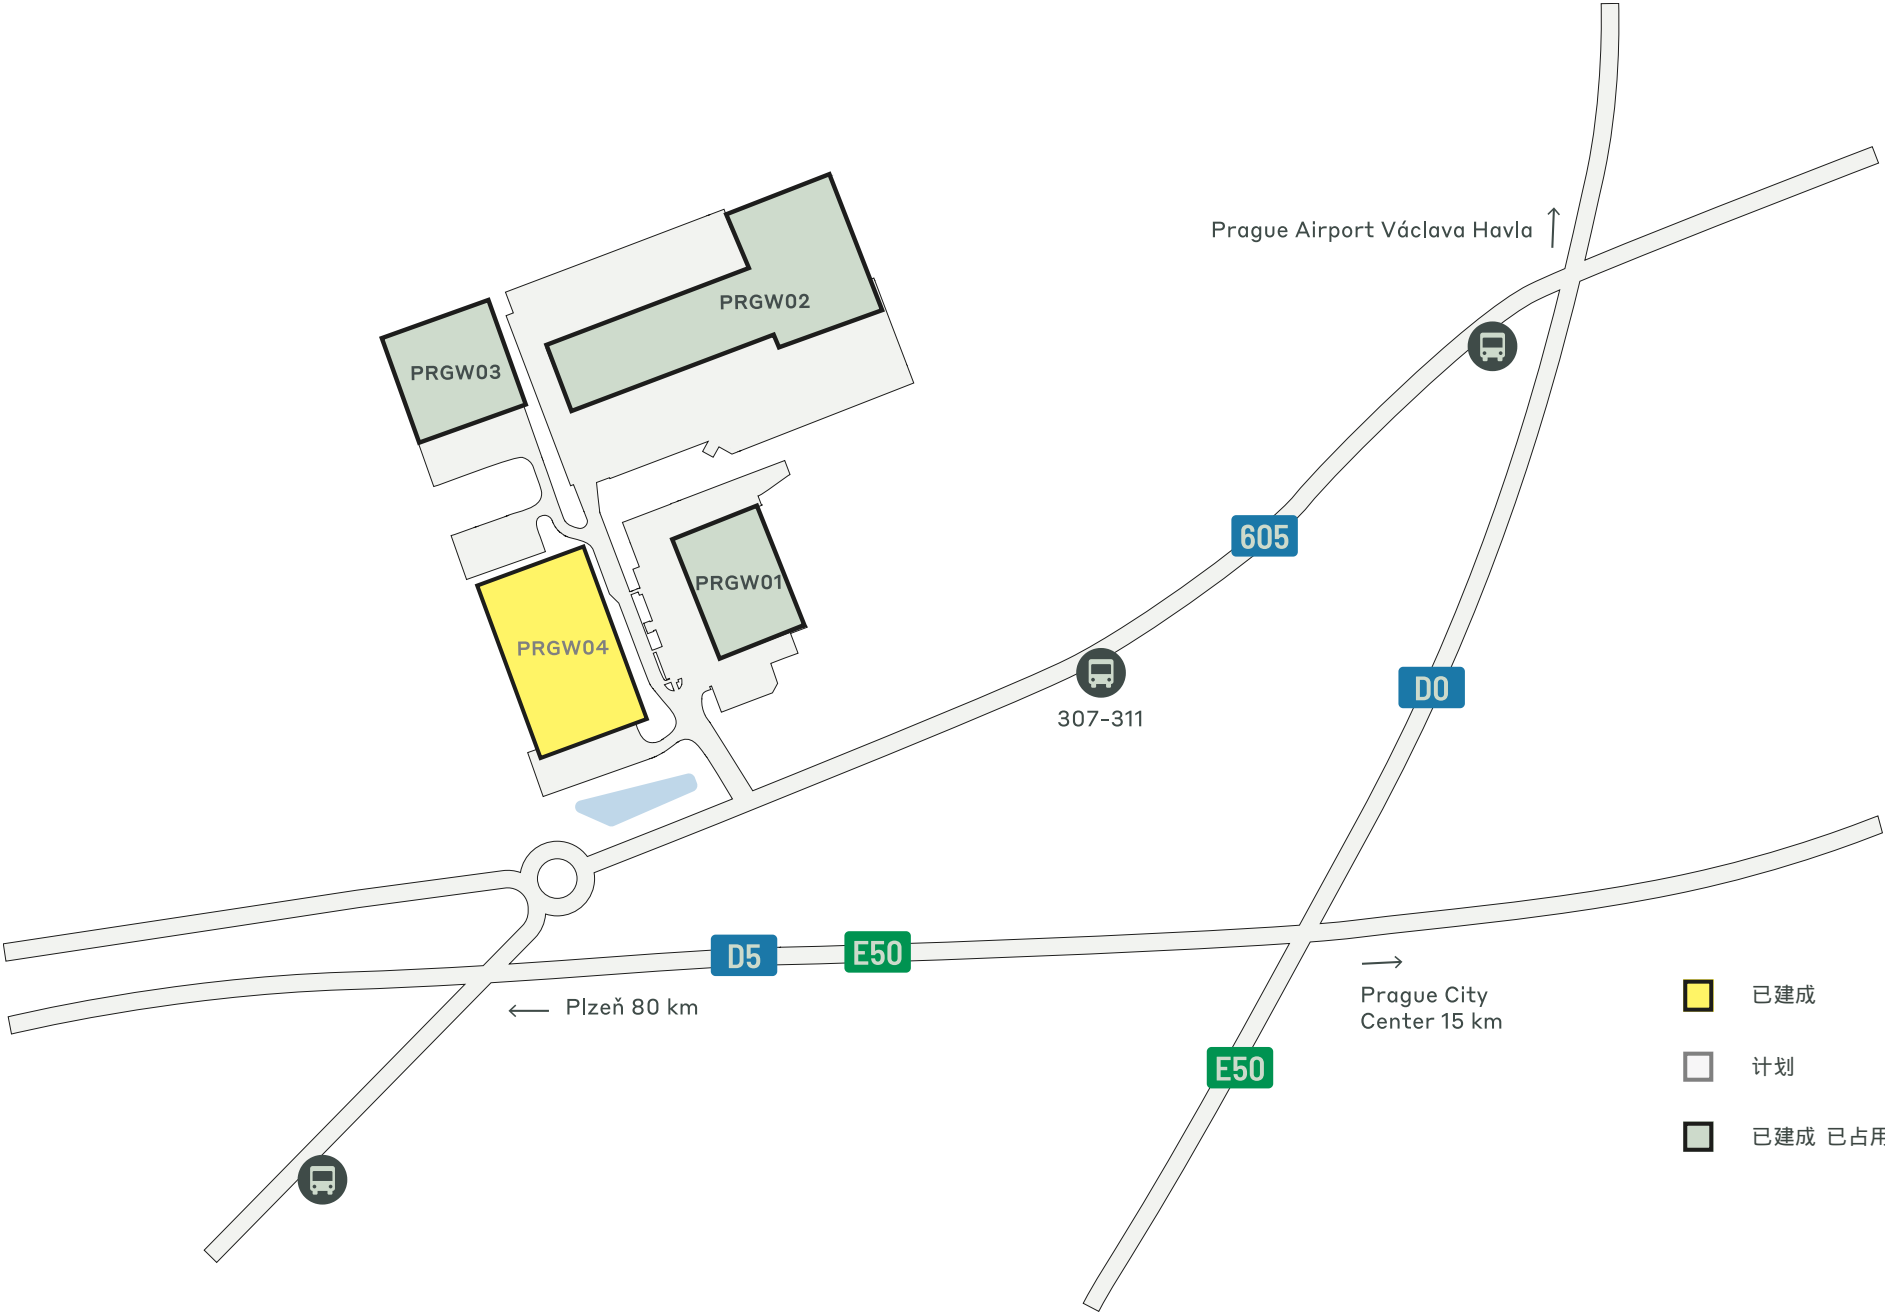 Prague Airport Václava Havla
PRGW02
PRGW03
605
PRGW01
PRGW04
D0
307-311
D5
E50
Plzeň 80 km
Prague City
Center 15 km
E50
已建成
计划
已建成 已占用